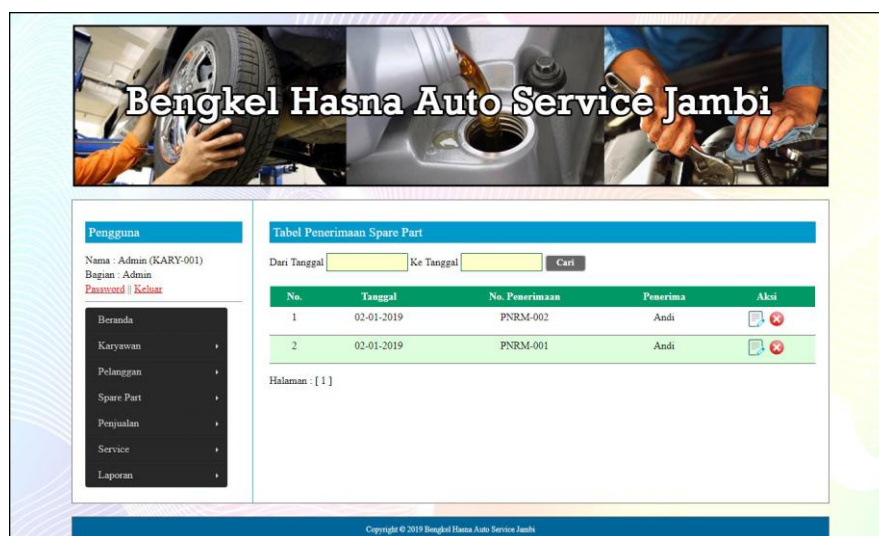 Bengkel Hasna Auto Service Jambi
Pengguna
Nama : Admin (KARY-001)
Bagian : Admin
Password || Keluar
Beranda
Karyawan
Pelanggan
Spare Part
Penjualan
Service
Laporan
Tabel Penerimaan Spare Part
Dari Tanggal Ke Tanggal Cari
No. Tanggal No. Penerimaan Penerima Aksi
1 02-01-2019 PNRM-002 Andi
2 02-01-2019 PNRM-001 Andi
Halaman : [ 1 ]
Copyright © 2019 Bengkel Hasna Auto Service Jambi